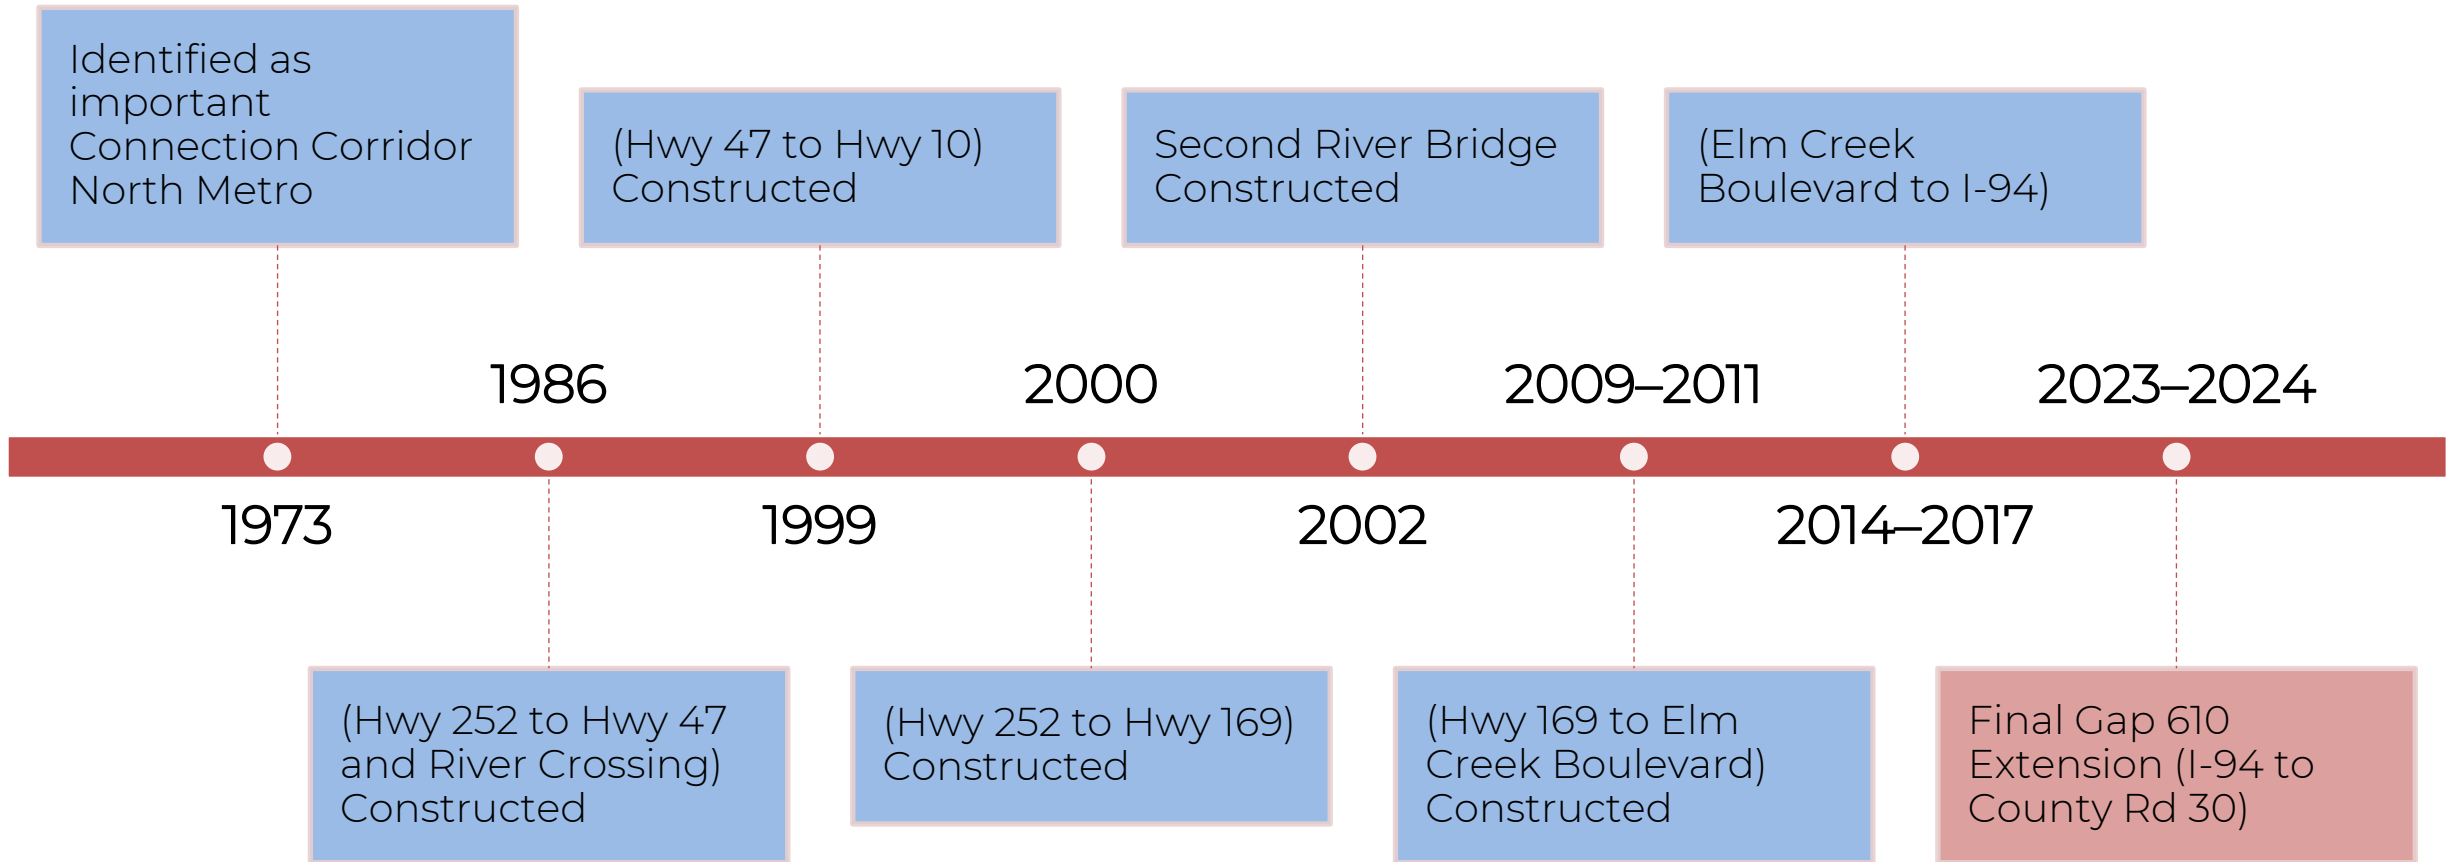 Identified as
important
Connection Corridor
North Metro
(Hwy 47 to Hwy 10)
Constructed
Second River Bridge
Constructed
(Elm Creek
Boulevard to I-94)
1986
2000
2009–2011
2023–2024
1973
1999
2002
2014–2017
(Hwy 252 to Hwy 47
and River Crossing)
Constructed
(Hwy 252 to Hwy 169)
Constructed
(Hwy 169 to Elm
Creek Boulevard)
Constructed
Final Gap 610
Extension (I-94 to
County Rd 30)